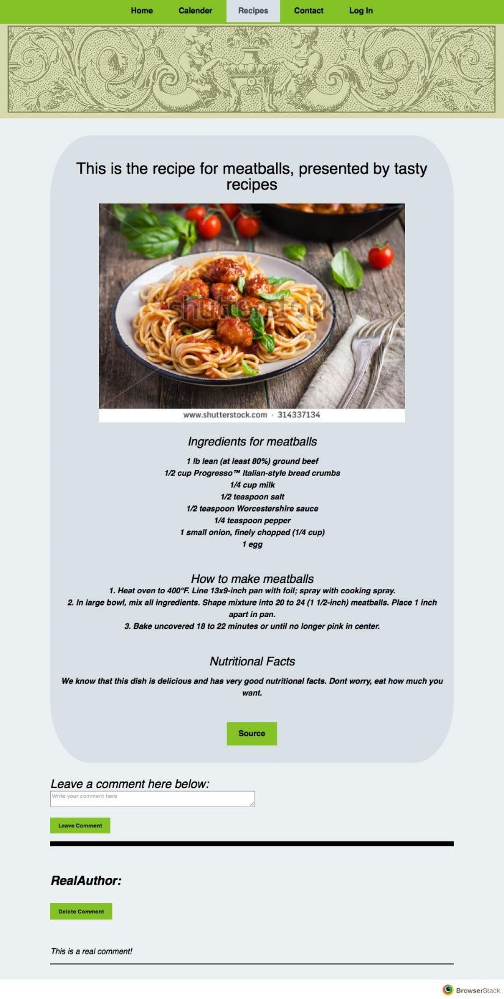 Home Calender Recipes Contact Log In
This is the recipe for meatballs, presented by tasty
recipes
shutterstock
www.shutterstock.com · 314337134
Ingredients for meatballs
1 lb lean (at least 80%) ground beef
1/2 cup Progresso™ Italian-style bread crumbs
1/4 cup milk
1/2 teaspoon salt
1/2 teaspoon Worcestershire sauce
1/4 teaspoon pepper
1 small onion, finely chopped (1/4 cup)
1 egg
How to make meatballs
1. Heat oven to 400°F. Line 13x9-inch pan with foil; spray with cooking spray.
2. In large bowl, mix all ingredients. Shape mixture into 20 to 24 (1 1/2-inch) meatballs. Place 1 inch
apart in pan.
3. Bake uncovered 18 to 22 minutes or until no longer pink in center.
Nutritional Facts
We know that this dish is delicious and has very good nutritional facts. Dont worry, eat how much you
want.
Source
Leave a comment here below:
Write your comment here
Leave Comment
RealAuthor:
Delete Comment
This is a real comment!
BrowserStack